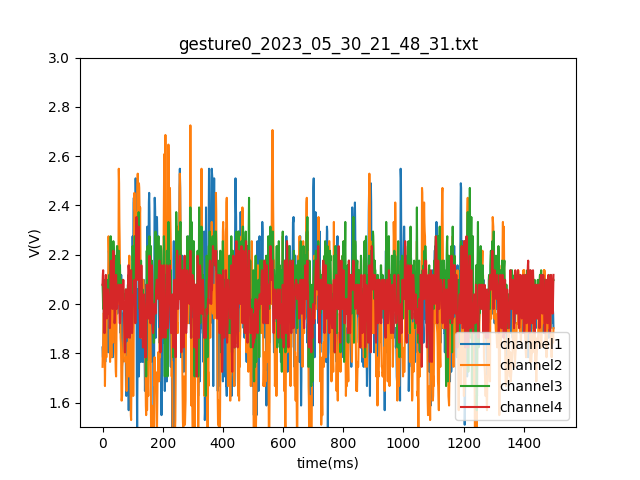 gesture0_2023_05_30_21_48_31.txt
V(V)
3.0
2.8
2.6
2.4
2.2
2.0
1.8
1.6
channel1
channel2
channel3
channel4
0 200 400 600 800 1000 1200 1400
time(ms)